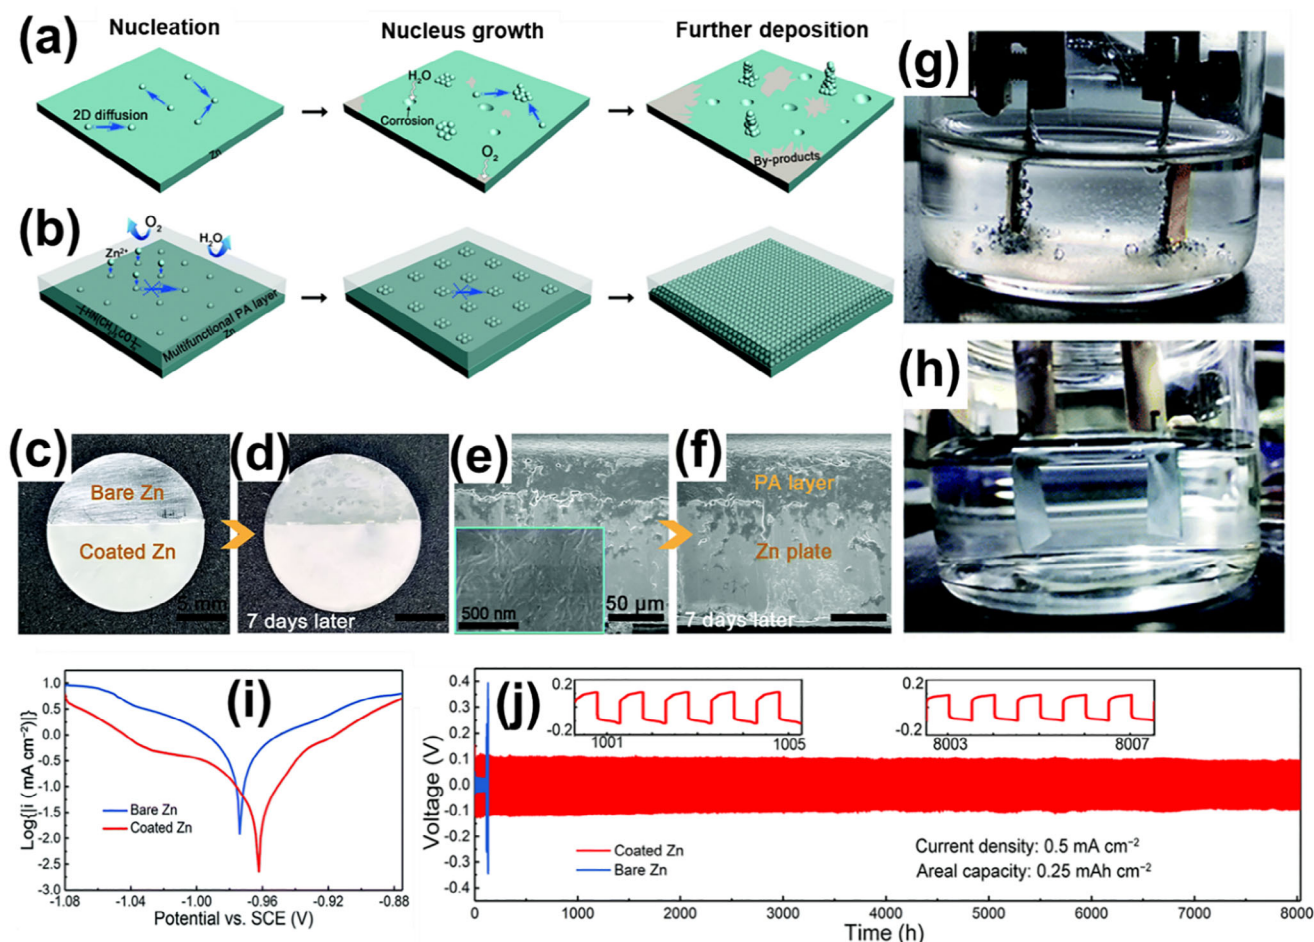 (a)
Nucleation
Nucleus growth
Further deposition
2D diffusion
Zn
H₂O
Corrosion
O₂
By-products
(b)
O₂
H₂O
Zn²⁺
Multifunctional PA layer
Zn
(c)
Bare Zn
Coated Zn
5 mm
(d)
7 days later
(e)
500 nm
50 μm
(f)
PA layer
Zn plate
7 days later
(g)
(h)
(i)
Log{|i ( mA cm⁻²)|}
1.0
0.5
0.0
-0.5
-1.0
-1.5
-2.0
-2.5
-3.0
Bare Zn
Coated Zn
-1.08 -1.04 -1.00 -0.96 -0.92 -0.88
Potential vs. SCE (V)
(j)
Voltage (V)
0.4
0.3
0.2
0.1
0.0
-0.1
-0.2
-0.3
-0.4
0.2
-0.2
1001 1005
0.2
-0.2
8003 8007
Coated Zn
Bare Zn
Current density: 0.5 mA cm⁻²
Areal capacity: 0.25 mAh cm⁻²
0 1000 2000 3000 4000 5000 6000 7000 8000
Time (h)